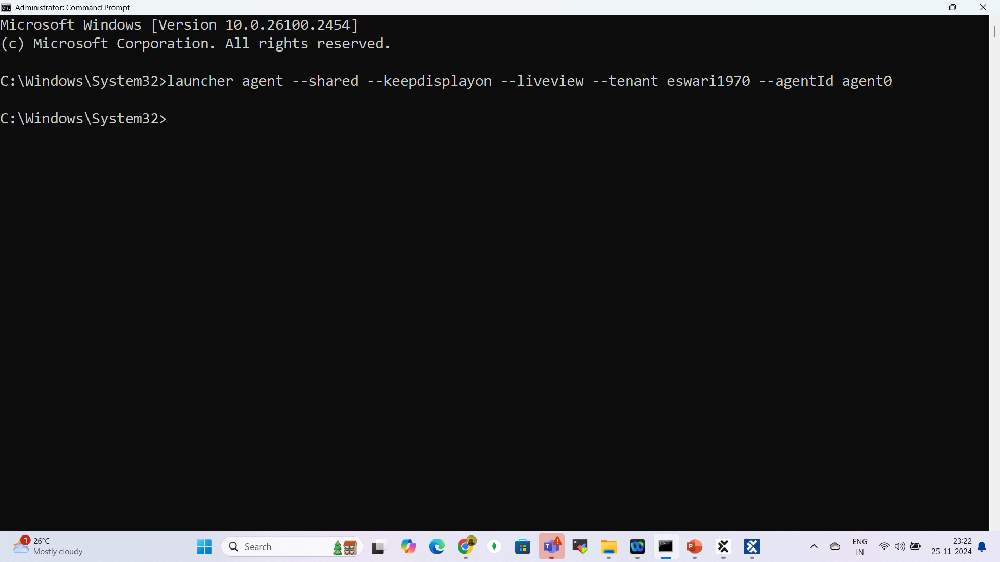 Administrator: Command Prompt
Microsoft Windows [Version 10.0.26100.2454]
(c) Microsoft Corporation. All rights reserved.
C:\Windows\System32>launcher agent --shared --keepdisplayon --liveview --tenant eswari1970 --agentId agent0
C:\Windows\System32>
1
26°C
Mostly cloudy
Search
ENG
IN
23:22
25-11-2024